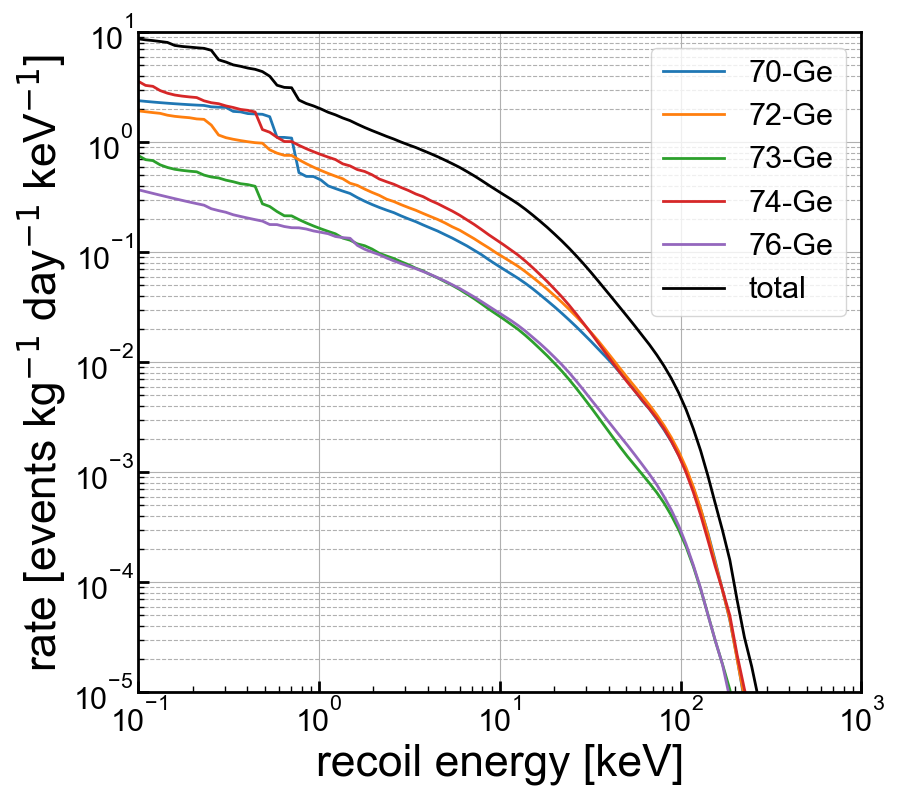 10¹
10⁰
10⁻¹
10⁻²
10⁻³
10⁻⁴
10⁻⁵
rate [events kg⁻¹ day⁻¹ keV⁻¹]
70-Ge
72-Ge
73-Ge
74-Ge
76-Ge
total
10⁻¹ 10⁰ 10¹ 10² 10³
recoil energy [keV]